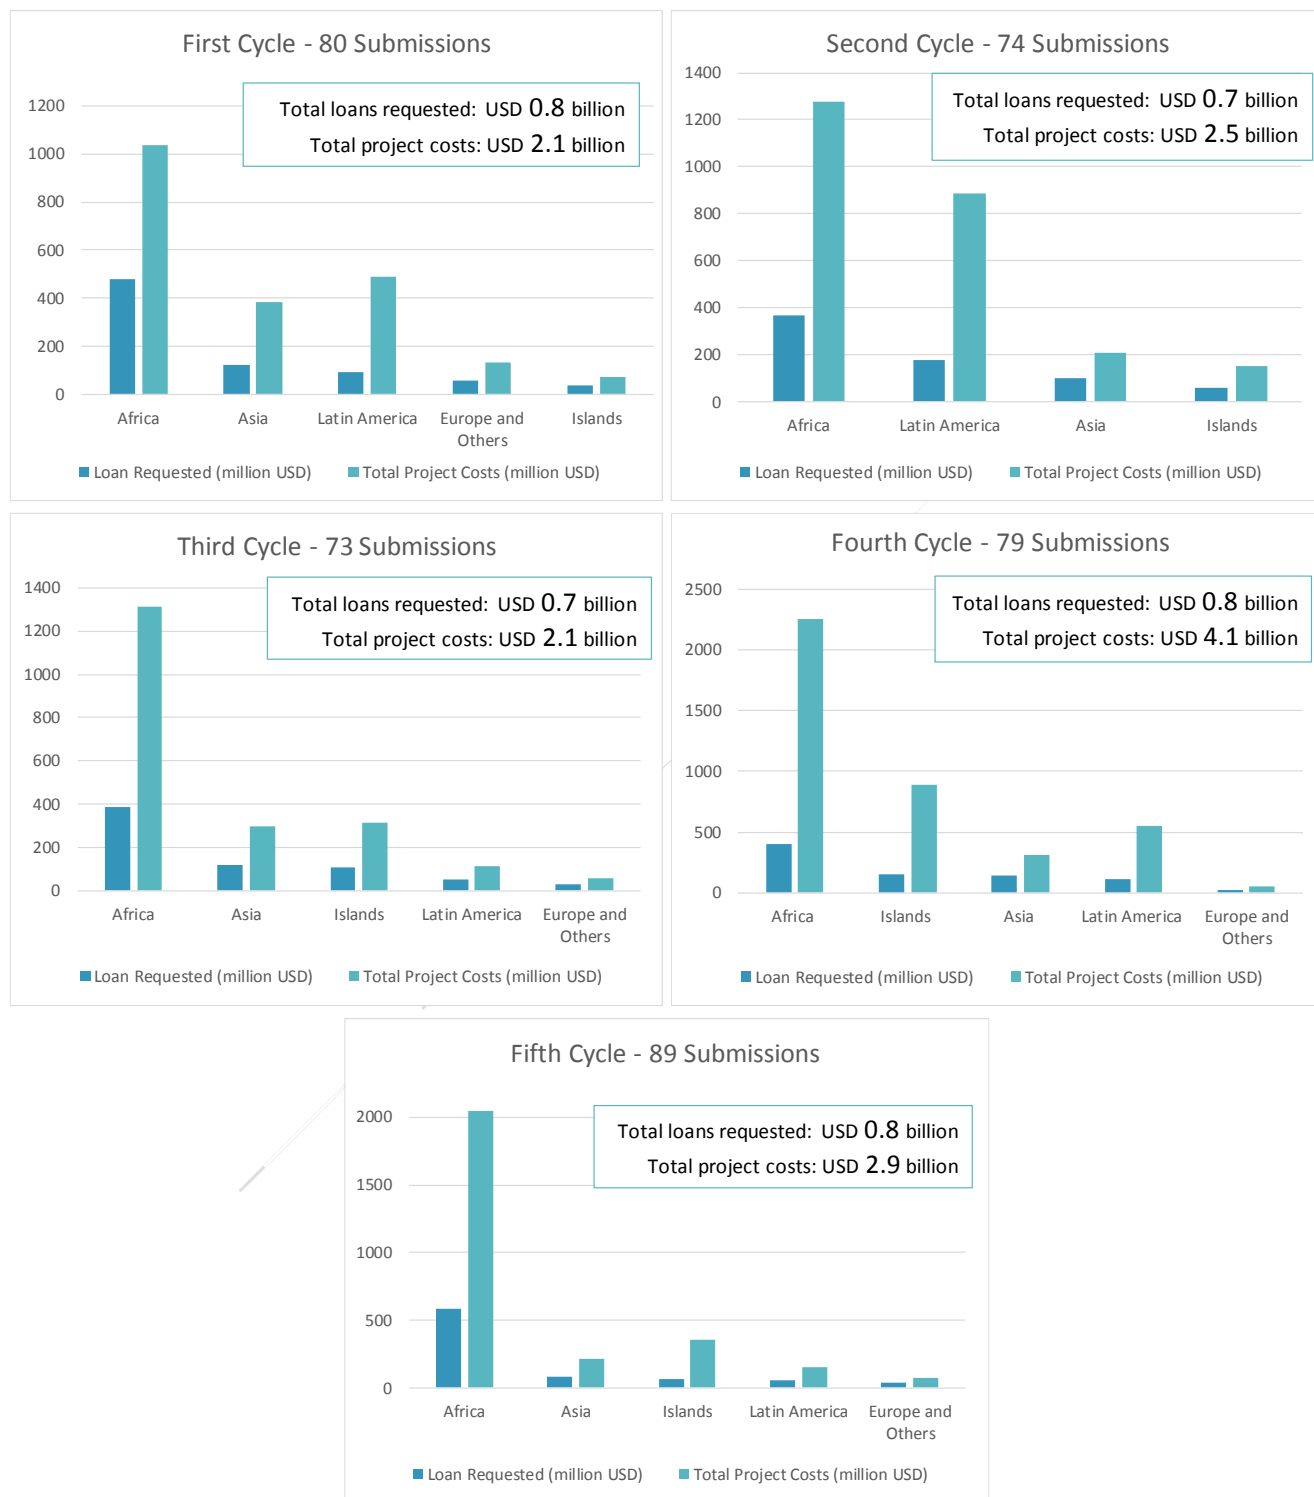 First Cycle - 80 Submissions
Total loans requested: USD 0.8 billion
Total project costs: USD 2.1 billion
1200
1000
800
600
400
200
0
Africa
Asia
Latin America
Europe and
Others
Islands
Loan Requested (million USD)
Total Project Costs (million USD)
Second Cycle - 74 Submissions
Total loans requested: USD 0.7 billion
Total project costs: USD 2.5 billion
1400
1200
1000
800
600
400
200
0
Africa
Latin America
Asia
Islands
Loan Requested (million USD)
Total Project Costs (million USD)
Third Cycle - 73 Submissions
Total loans requested: USD 0.7 billion
Total project costs: USD 2.1 billion
1400
1200
1000
800
600
400
200
0
Africa
Asia
Islands
Latin America
Europe and
Others
Loan Requested (million USD)
Total Project Costs (million USD)
Fourth Cycle - 79 Submissions
Total loans requested: USD 0.8 billion
Total project costs: USD 4.1 billion
2500
2000
1500
1000
500
0
Africa
Islands
Asia
Latin America
Europe and
Others
Loan Requested (million USD)
Total Project Costs (million USD)
Fifth Cycle - 89 Submissions
Total loans requested: USD 0.8 billion
Total project costs: USD 2.9 billion
2000
1500
1000
500
0
Africa
Asia
Islands
Latin America
Europe and
Others
Loan Requested (million USD)
Total Project Costs (million USD)